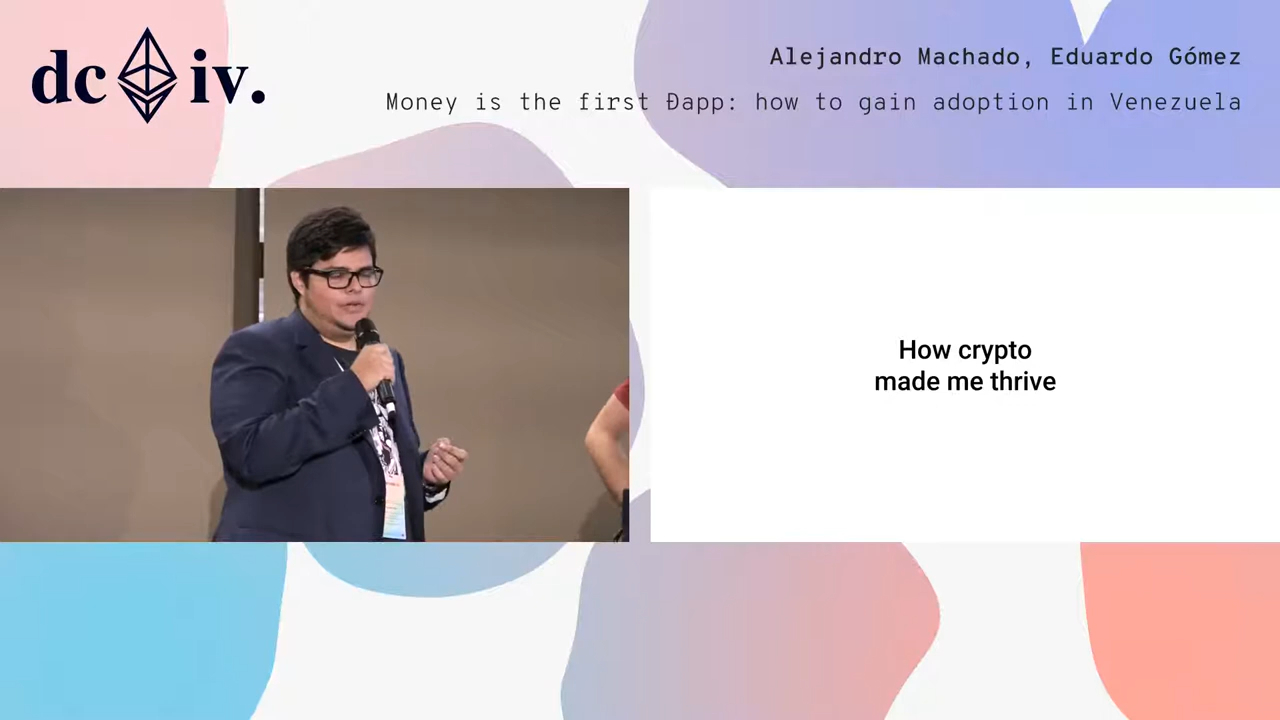 dc iv.
Alejandro Machado, Eduardo Gómez
Money is the first Ðapp: how to gain adoption in Venezuela
How crypto
made me thrive